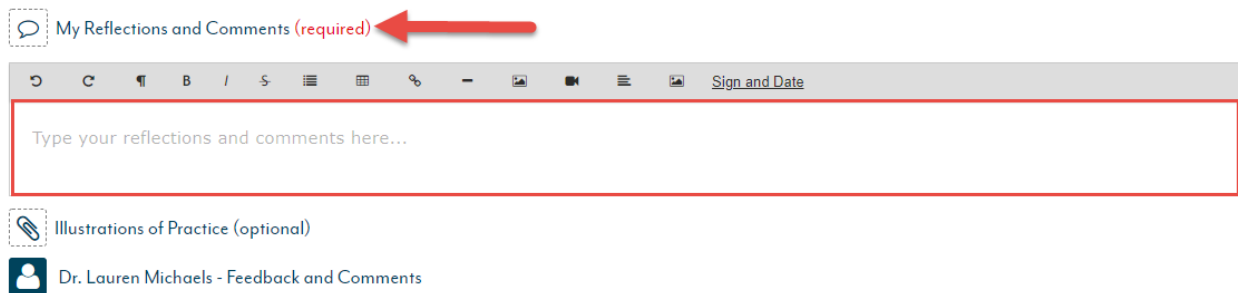 My Reflections and Comments (required)
B I S Sign and Date
Type your reflections and comments here...
Illustrations of Practice (optional)
Dr. Lauren Michaels - Feedback and Comments